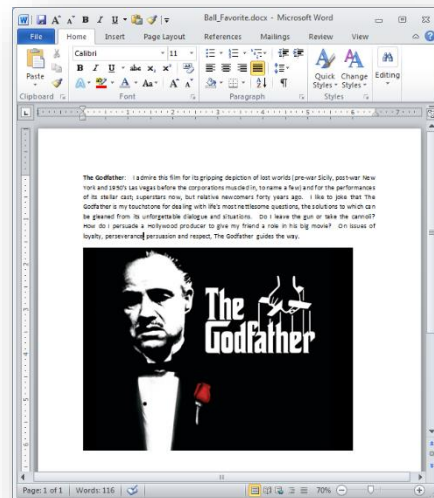 Ball_Favorite.docx - Microsoft Word
File Home Insert Page Layout References Mailings Review View
Calibri 11
Paste
Quick Styles
Change Styles
Editing
Clipboard Font Paragraph Styles
The Godfather: I admire this film for its gripping depiction of lost worlds (pre-war Sicily, post-war New
York and 1950's Las Vegas before the corporations muscled in, to name a few) and for the performances
of its stellar cast; superstars now, but relative newcomers forty years ago. I like to joke that The
Godfather is my touchstone for dealing with life's most nettlesome questions, the solutions to which can
be gleaned from its unforgettable dialogue and situations. Do I leave the gun or take the cannoli?
How do I persuade a Hollywood producer to give my friend a role in his big movie? On issues of
loyalty, perseverance persuasion and respect, The Godfather guides the way.
The
Godfather
Page: 1 of 1 Words: 116 70%